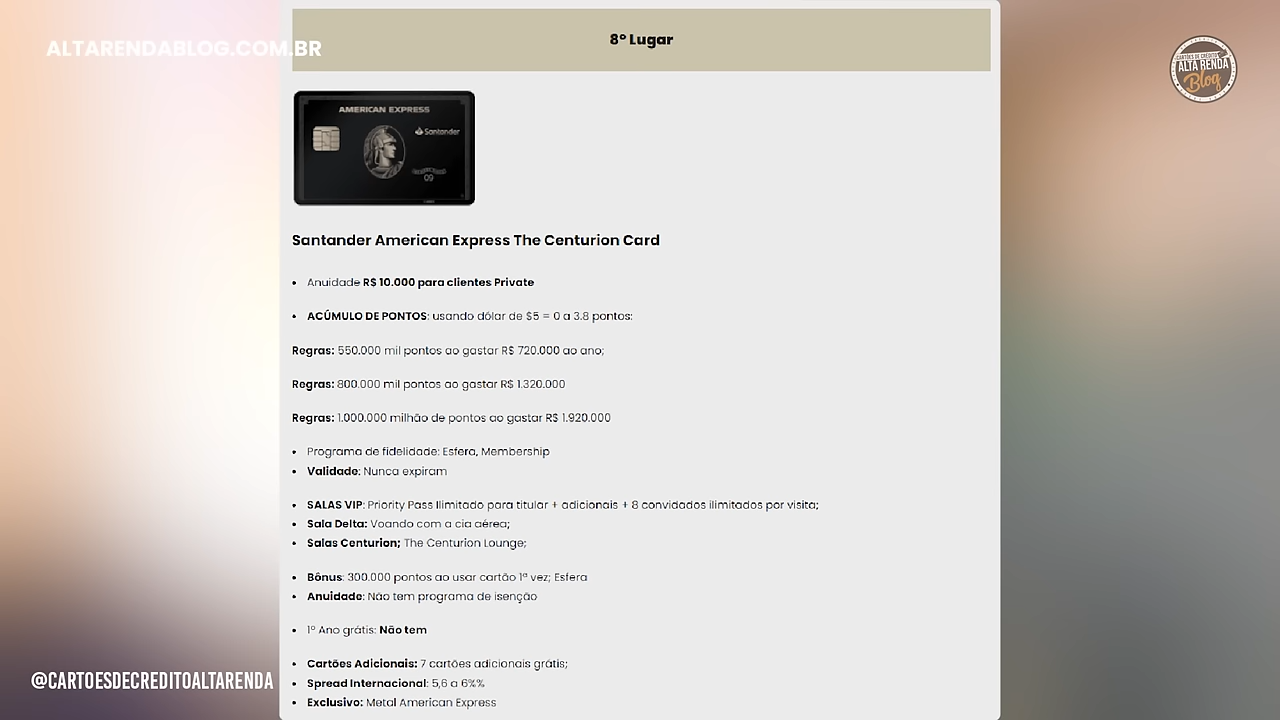 8º Lugar
ALTARENDABLOG.COM.BR
CARTÕES DE CRÉDITO
ALTA RENDA
Blog
AMERICAN EXPRESS
Santander
09
Santander American Express The Centurion Card
• Anuidade R$ 10.000 para clientes Private
• ACÚMULO DE PONTOS: usando dólar de $5 = 0 a 3.8 pontos:
Regras: 550.000 mil pontos ao gastar R$ 720.000 ao ano;
Regras: 800.000 mil pontos ao gastar R$ 1.320.000
Regras: 1.000.000 milhão de pontos ao gastar R$ 1.920.000
• Programa de fidelidade: Esfera, Membership
• Validade: Nunca expiram
• SALAS VIP: Priority Pass Ilimitado para titular + adicionais + 8 convidados ilimitados por visita;
• Sala Delta: Voando com a cia aérea;
• Salas Centurion; The Centurion Lounge;
• Bônus: 300.000 pontos ao usar cartão 1ª vez; Esfera
• Anuidade: Não tem programa de isenção
• 1º Ano grátis: Não tem
• Cartões Adicionais: 7 cartões adicionais grátis;
• Spread Internacional: 5,6 a 6%%
• Exclusivo: Metal American Express
@CARTOESDECREDITOALTARENDA